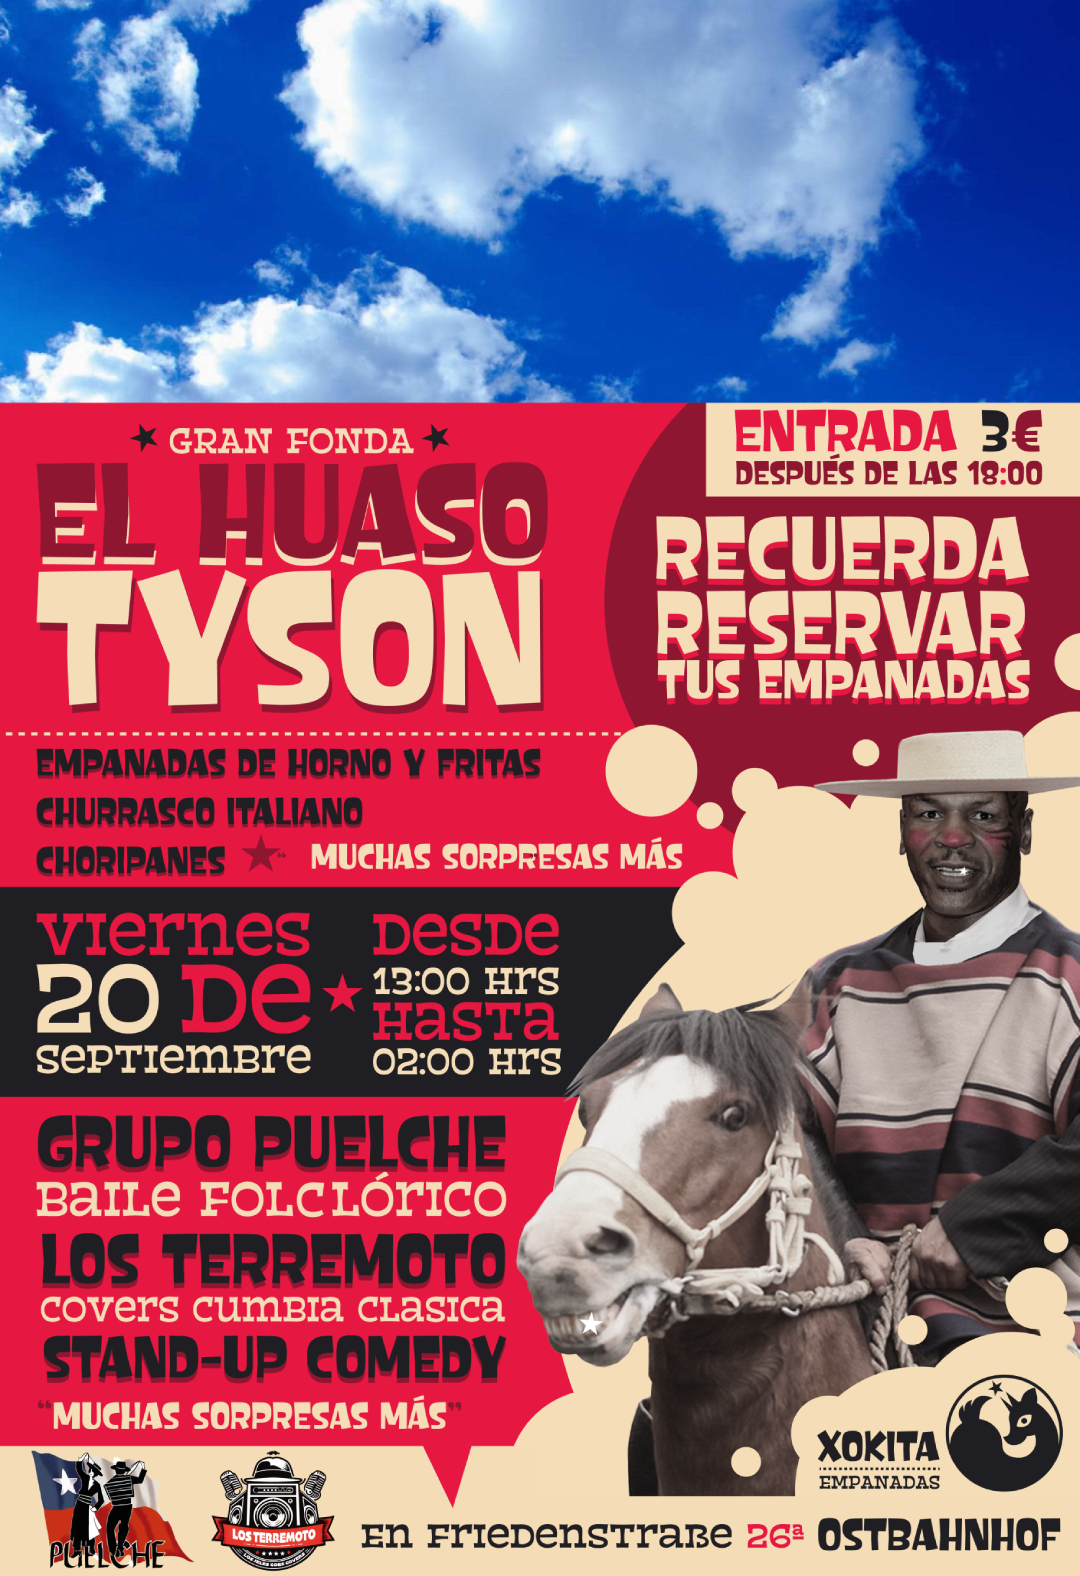 GRAN FONDA
EL HUASO
TYSON
ENTRADA 3€
DESPUÉS DE LAS 18:00
RECUERDA
RESERVAR
TUS EMPANADAS
EMPANADAS DE HORNO Y FRITAS
CHURRASCO ITALIANO
CHORIPANES
MUCHAS SORPRESAS MÁS
Viernes
20 DE
SEPTIEMBRE
DESDE
13:00 Hrs
HASTA
02:00 Hrs
GRUPO PUELCHE
BAILE FOLCLÓRICO
LOS TERREMOTO
COVERS CUMBIA CLASICA
STAND-UP COMEDY
"MUCHAS SORPRESAS MÁS"
XOKITA
EMPANADAS
PUELCHE
LOS TERREMOTO
En FRIEDENSTRAßE 26ª OSTBAHNHOF